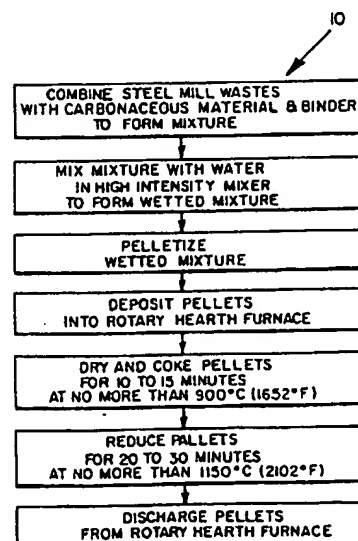 10
COMBINE STEEL MILL WASTES
WITH CARBONACEOUS MATERIAL & BINDER
TO FORM MIXTURE
MIX MIXTURE WITH WATER
IN HIGH INTENSITY MIXER
TO FORM WETTED MIXTURE
PELLETIZE
WETTED MIXTURE
DEPOSIT PELLETS
INTO ROTARY HEARTH FURNACE
DRY AND COKE PELLETS
FOR 10 TO 15 MINUTES
AT NO MORE THAN 900°C (1652°F)
REDUCE PALLETS
FOR 20 TO 30 MINUTES
AT NO MORE THAN 1150°C (2102°F)
DISCHARGE PELLETS
FROM ROTARY HEARTH FURNACE